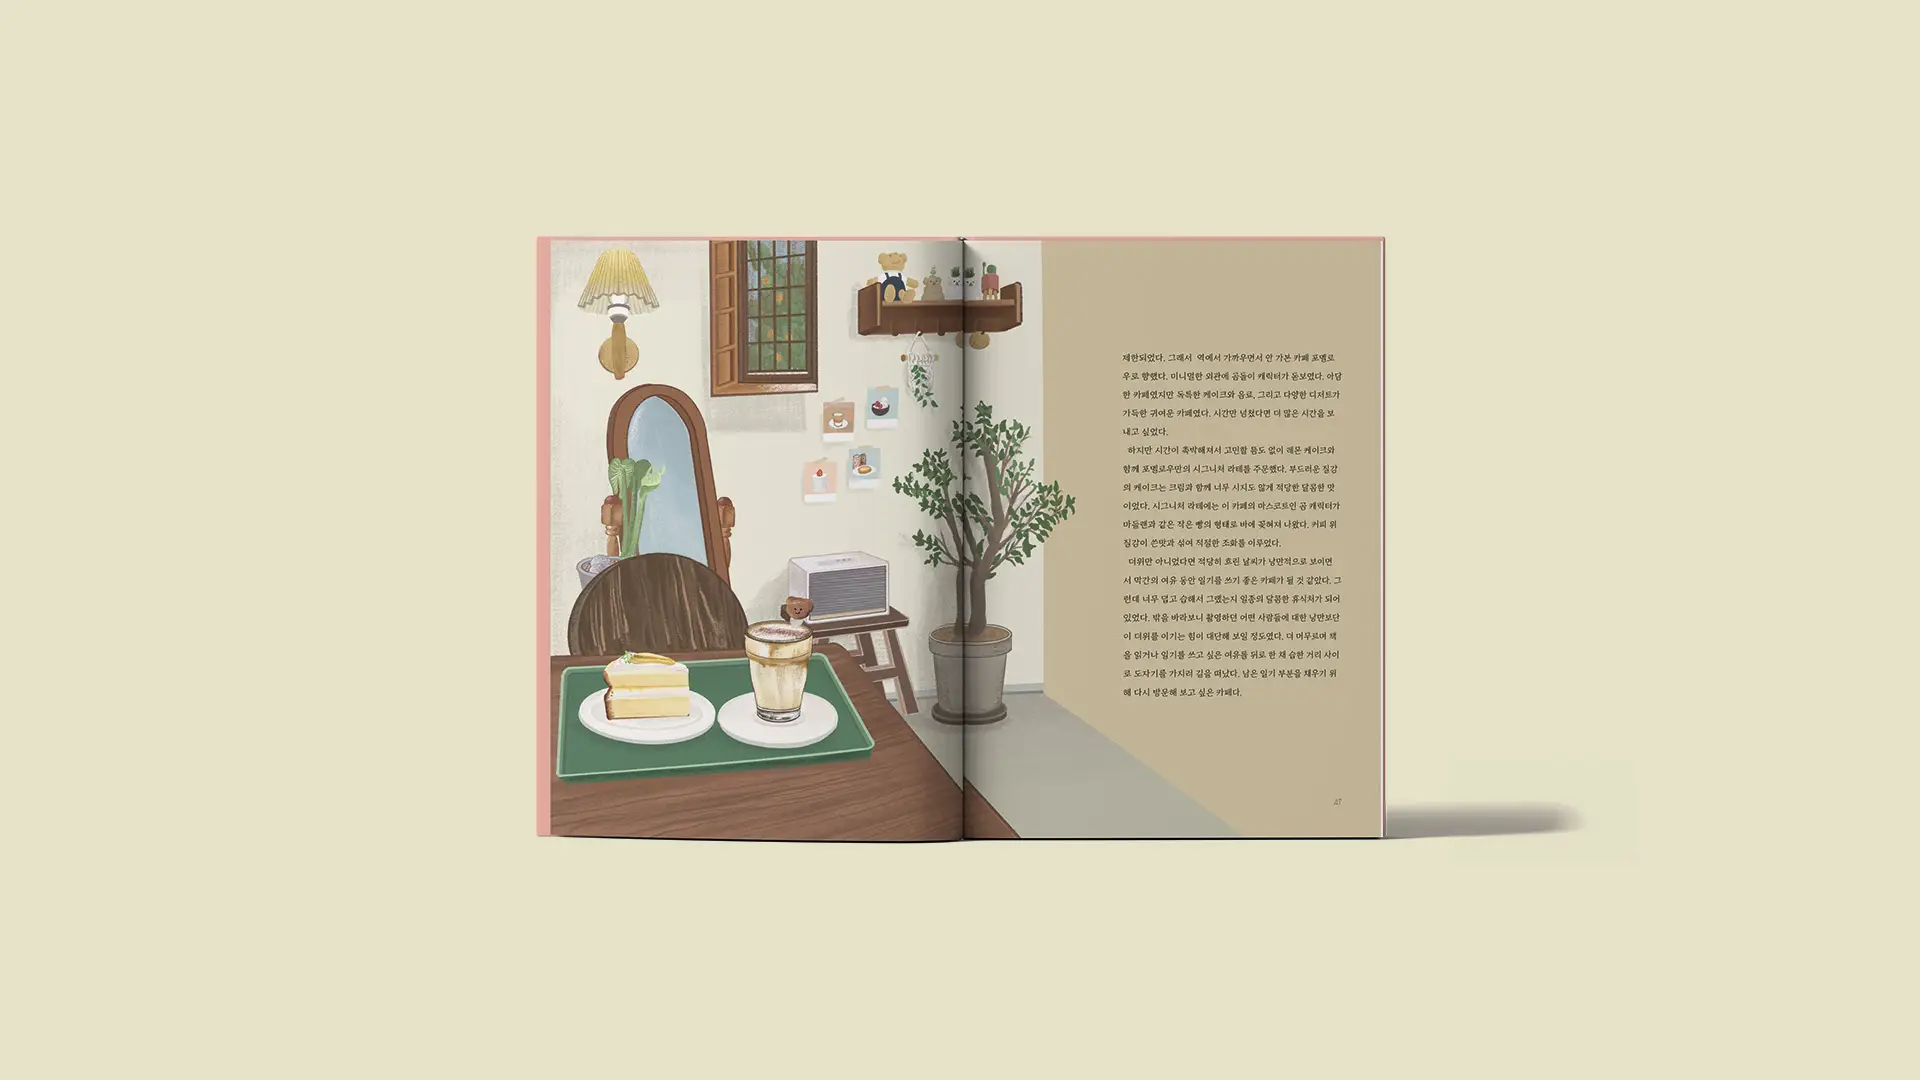 제한되었다. 그래서 역에서 가까우면서 안 가본 카페 포멜로
우로 향했다. 미니멀한 외관에 곰돌이 캐릭터가 돋보였다. 아담
한 카페였지만 독특한 케이크와 음료, 그리고 다양한 디저트가
가득한 귀여운 카페였다. 시간만 넘쳤다면 더 많은 시간을 보
내고 싶었다.
하지만 시간이 촉박해져서 고민할 틈도 없이 레몬 케이크와
함께 포멜로우만의 시그니처 라테를 주문했다. 부드러운 질감
의 케이크는 크림과 함께 너무 시지도 않게 적당한 달콤한 맛
이었다. 시그니처 라테에는 이 카페의 마스코트인 곰 캐릭터가
마들렌과 같은 작은 빵의 형태로 바에 꽂혀져 나왔다. 커피 위
질감이 쓴맛과 섞여 적절한 조화를 이루었다.
더위만 아니었다면 적당히 흐린 날씨가 낭만적으로 보이면
서 막간의 여유 동안 일기를 쓰기 좋은 카페가 될 것 같았다. 그
런데 너무 덥고 습해서 그랬는지 일종의 달콤한 휴식처가 되어
있었다. 밖을 바라보니 촬영하던 어떤 사람들에 대한 낭만보단
이 더위를 이기는 힘이 대단해 보일 정도였다. 더 머무르며 책
을 읽거나 일기를 쓰고 싶은 여유를 뒤로 한 채 습한 거리 사이
로 도자기를 가지러 길을 떠났다. 남은 일기 부분을 채우기 위
해 다시 방문해 보고 싶은 카페다.
47